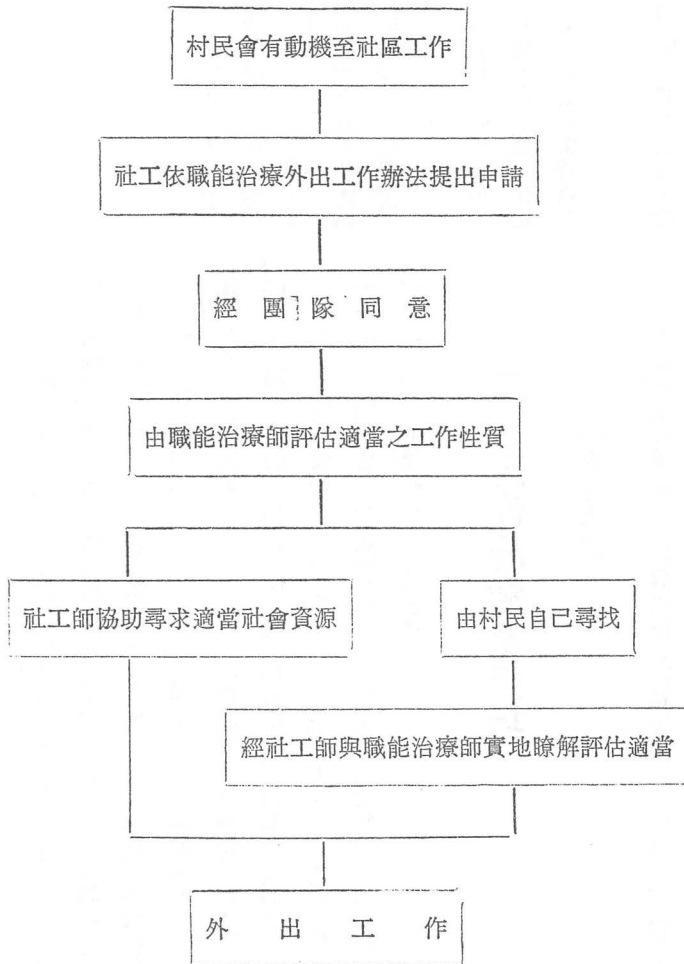 村民會有動機至社區工作
社工依職能治療外出工作辦法提出申請
經團隊同意
由職能治療師評估適當之工作性質
社工師協助尋求適當社會資源
由村民自己尋找
經社工師與職能治療師實地瞭解評估適當
外出工作